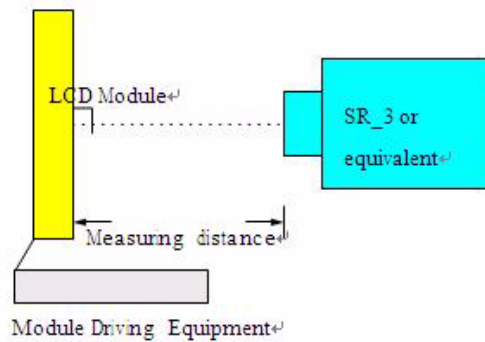 LCD Module↵
SR_3 or
equivalent↵
Measuring distance↵
Module Driving Equipment↵